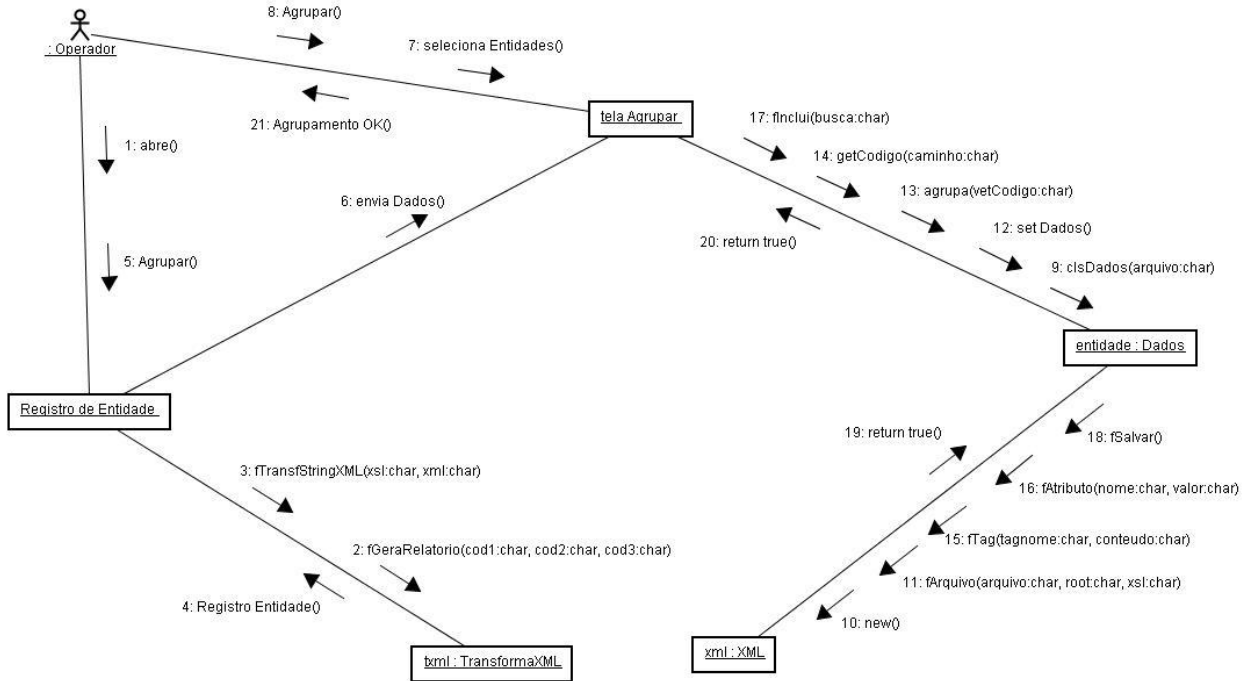 8: Agrupar()
: Operador
7: seleciona Entidades()
21: Agrupamento OK()
tela Agrupar
17: fInclui(busca:char)
1: abre()
14: getCodigo(caminho:char)
13: agrupa(vetCodigo:char)
6: envia Dados()
12: set Dados()
20: return true()
5: Agrupar()
9: clsDados(arquivo:char)
entidade : Dados
Registro de Entidade
19: return true()
18: fSalvar()
3: fTransfStringXML(xsl:char, xml:char)
16: fAtributo(nome:char, valor:char)
2: fGeraRelatorio(cod1:char, cod2:char, cod3:char)
15: fTag(tagnome:char, conteudo:char)
11: fArquivo(arquivo:char, root:char, xsl:char)
4: Registro Entidade()
10: new()
xml : XML
txml : TransformaXML